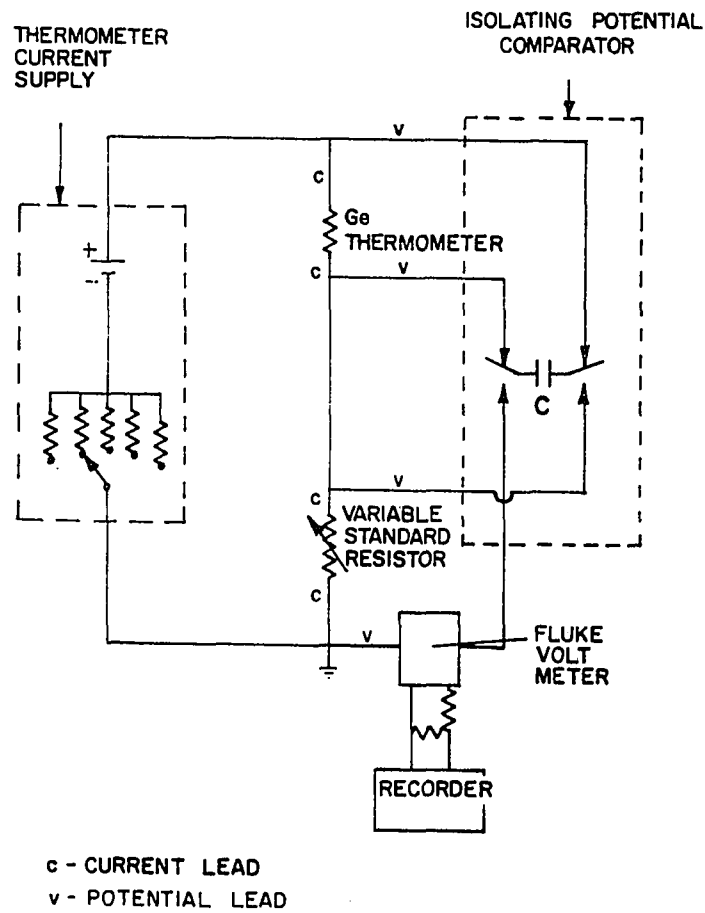 THERMOMETER
CURRENT
SUPPLY
ISOLATING POTENTIAL
COMPARATOR
v
c
+
-
Ge
THERMOMETER
c
v
C
v
c
VARIABLE
STANDARD
RESISTOR
c
v
FLUKE
VOLT
METER
RECORDER
c - CURRENT LEAD
v - POTENTIAL LEAD